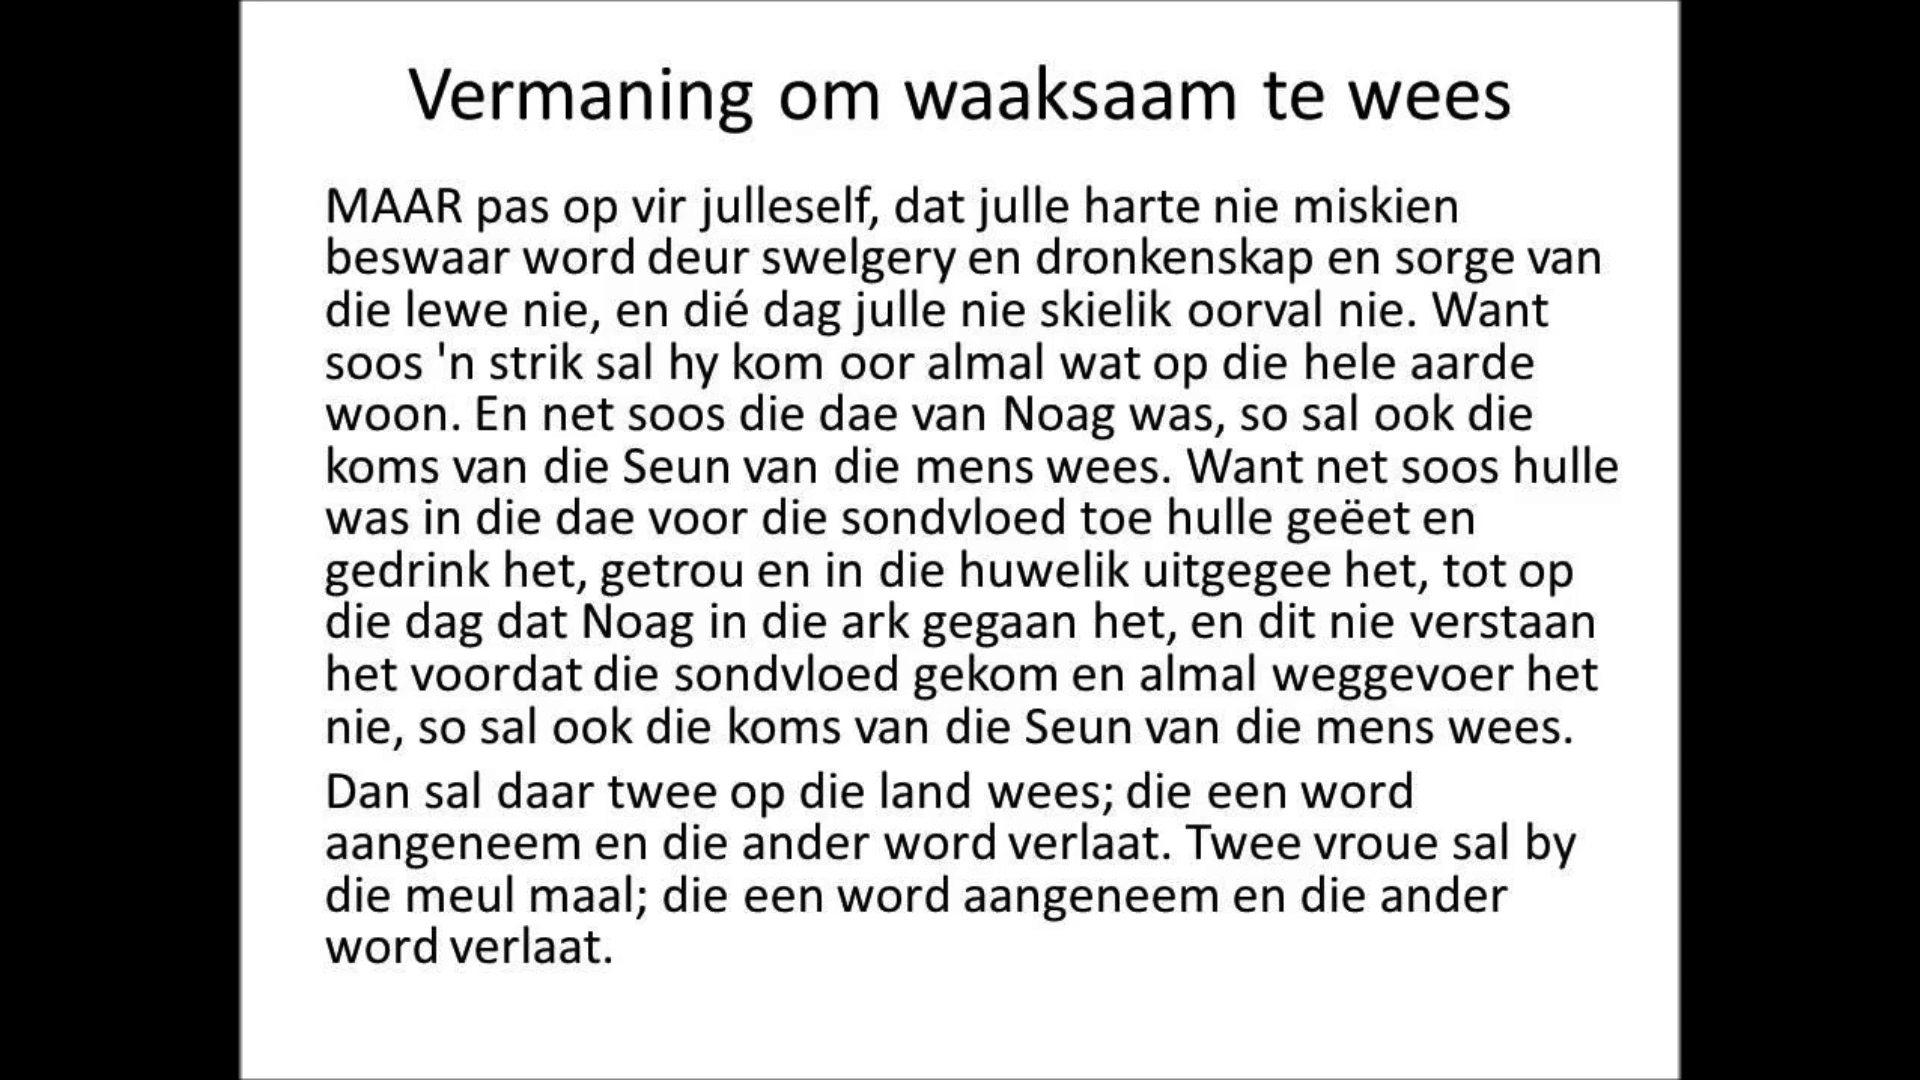 Vermaning om waaksaam te wees
MAAR pas op vir julleself, dat julle harte nie miskien
beswaar word deur swelgery en dronkenskap en sorge van
die lewe nie, en dié dag julle nie skielik oorval nie. Want
soos 'n strik sal hy kom oor almal wat op die hele aarde
woon. En net soos die dae van Noag was, so sal ook die
koms van die Seun van die mens wees. Want net soos hulle
was in die dae voor die sondvloed toe hulle geëet en
gedrink het, getrou en in die huwelik uitgegee het, tot op
die dag dat Noag in die ark gegaan het, en dit nie verstaan
het voordat die sondvloed gekom en almal weggevoer het
nie, so sal ook die koms van die Seun van die mens wees.
Dan sal daar twee op die land wees; die een word
aangeneem en die ander word verlaat. Twee vroue sal by
die meul maal; die een word aangeneem en die ander
word verlaat.